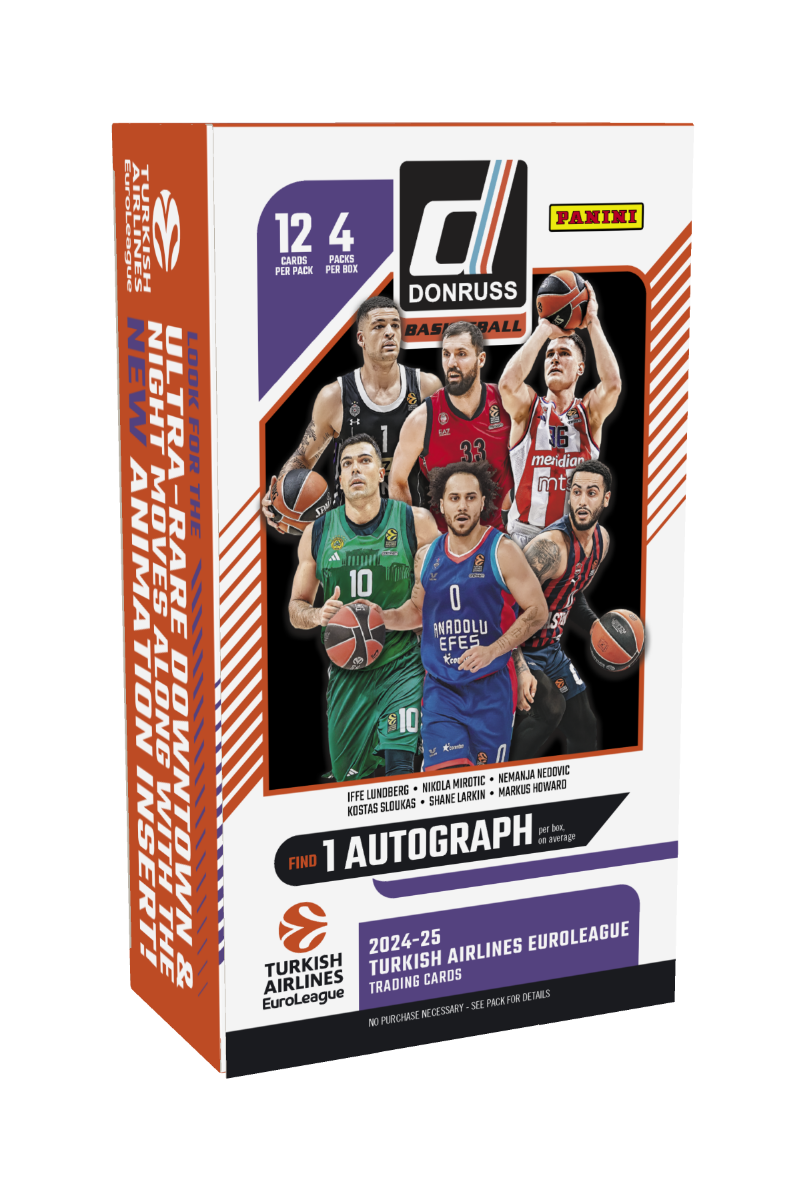 TURKISH
AIRLINES
EuroLeague
LOOK FOR THE
ULTRA-RARE DOWNTOWN &
NIGHT MOVES ALONG WITH THE
NEW ANIMATION INSERT!
12
CARDS
PER PACK
4
PACKS
PER BOX
d
DONRUSS
BASKETBALL
PANINI
1
33
EA7
16
meridian
mts
10
10
0
ANADOLU
EFES
0
IFFE LUNDBERG • NIKOLA MIROTIC • NEMANJA NEDOVIC
KOSTAS SLOUKAS • SHANE LARKIN • MARKUS HOWARD
FIND 1 AUTOGRAPH per box,
on average
TURKISH
AIRLINES
EuroLeague
2024-25
TURKISH AIRLINES EUROLEAGUE
TRADING CARDS
NO PURCHASE NECESSARY - SEE PACK FOR DETAILS